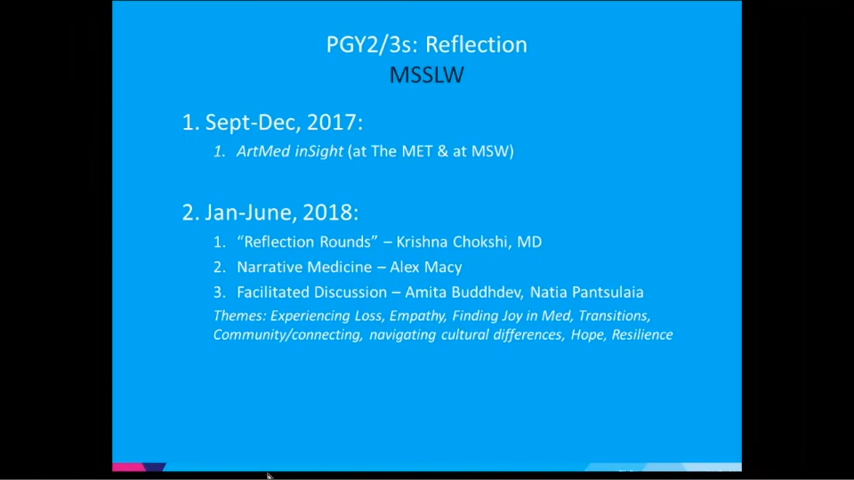 PGY2/3s: Reflection
MSSLW
1. Sept-Dec, 2017:
1. ArtMed inSight (at The MET & at MSW)
2. Jan-June, 2018:
1. "Reflection Rounds" – Krishna Chokshi, MD
2. Narrative Medicine – Alex Macy
3. Facilitated Discussion – Amita Buddhdev, Natia Pantsulaia
Themes: Experiencing Loss, Empathy, Finding Joy in Med, Transitions,
Community/connecting, navigating cultural differences, Hope, Resilience